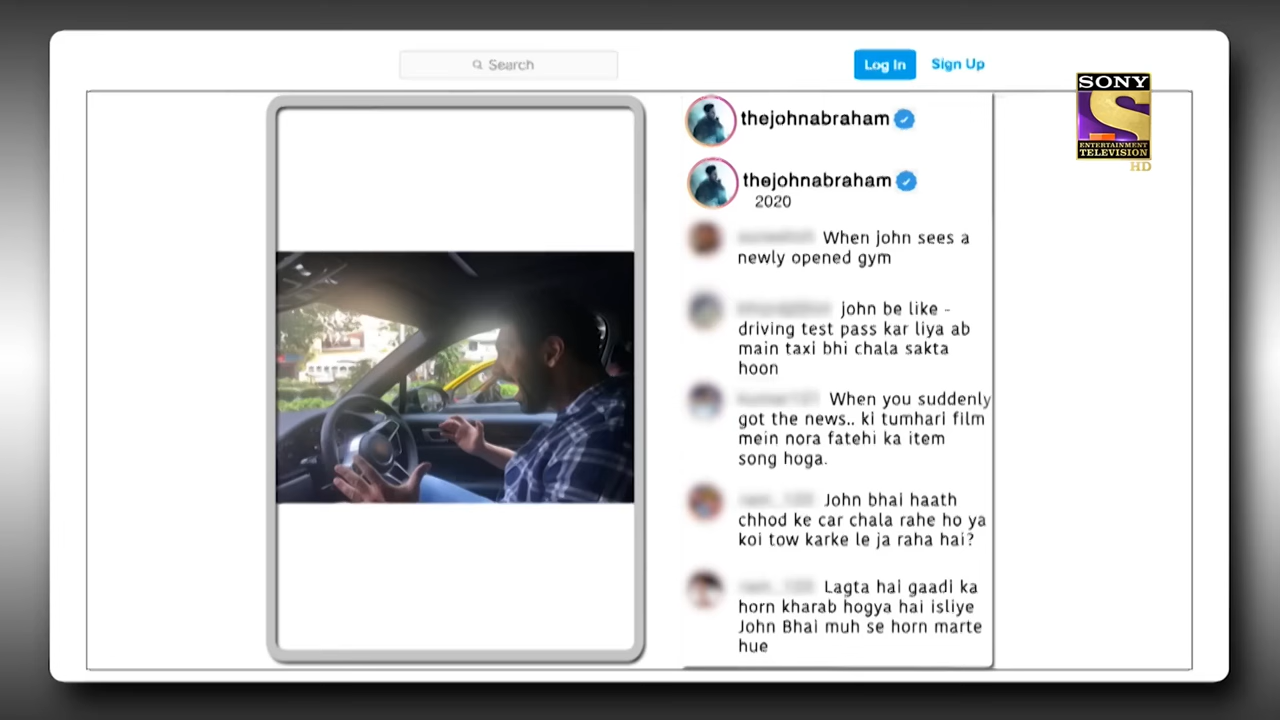 Search
Log In
Sign Up
SONY
ENTERTAINMENT
TELEVISION
HD
thejohnabraham
thejohnabraham
2020
When john sees a
newly opened gym
john be like -
driving test pass kar liya ab
main taxi bhi chala sakta
hoon
When you suddenly
got the news.. ki tumhari film
mein nora fatehi ka item
song hoga.
John bhai haath
chhod ke car chala rahe ho ya
koi tow karke le ja raha hai?
Lagta hai gaadi ka
horn kharab hogya hai isliye
John Bhai muh se horn marte
hue